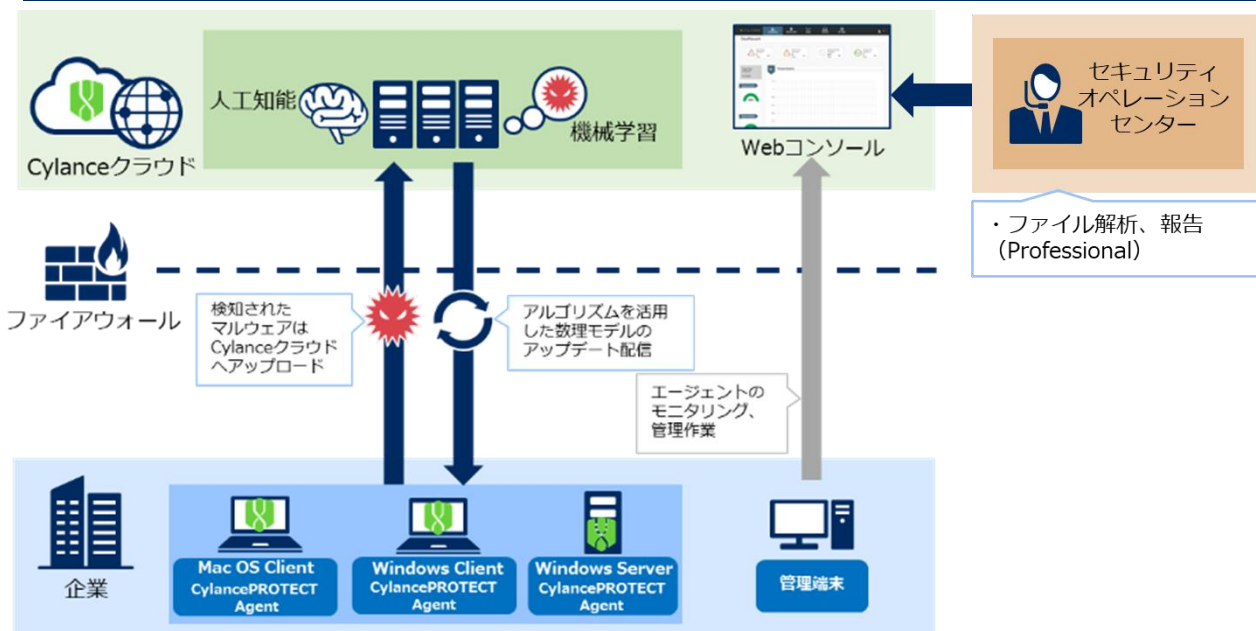 人工知能
機械学習
Cylanceクラウド
Webコンソール
セキュリティ
オペレーション
センター
・ファイル解析、報告
（Professional）
ファイアウォール
検知された
マルウェアは
Cylanceクラウド
へアップロード
アルゴリズムを活用
した数理モデルの
アップデート配信
エージェントの
モニタリング、
管理作業
企業
Mac OS Client
CylancePROTECT
Agent
Windows Client
CylancePROTECT
Agent
Windows Server
CylancePROTECT
Agent
管理端末